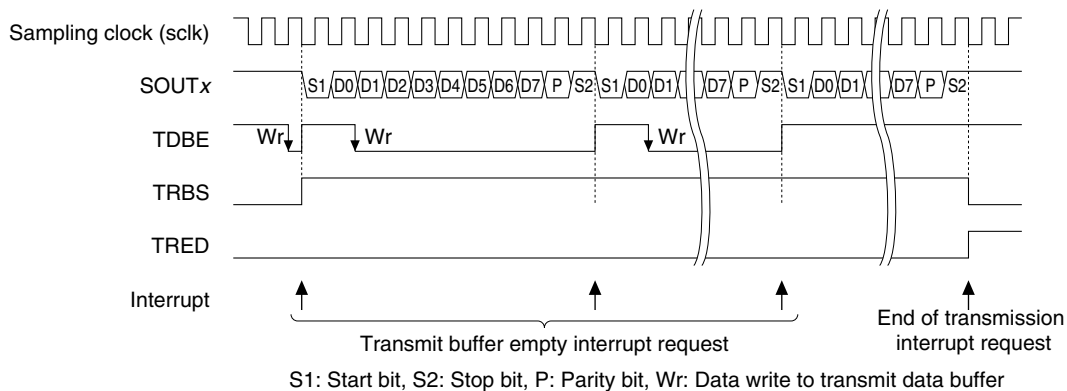 Sampling clock (sclk)
SOUTx S1 D0 D1 D2 D3 D4 D5 D6 D7 P S2 S1 D0 D1 D7 P S2 S1 D0 D1 D7 P S2
TDBE Wr Wr Wr
TRBS
TRED
Interrupt
Transmit buffer empty interrupt request
End of transmission
interrupt request
S1: Start bit, S2: Stop bit, P: Parity bit, Wr: Data write to transmit data buffer